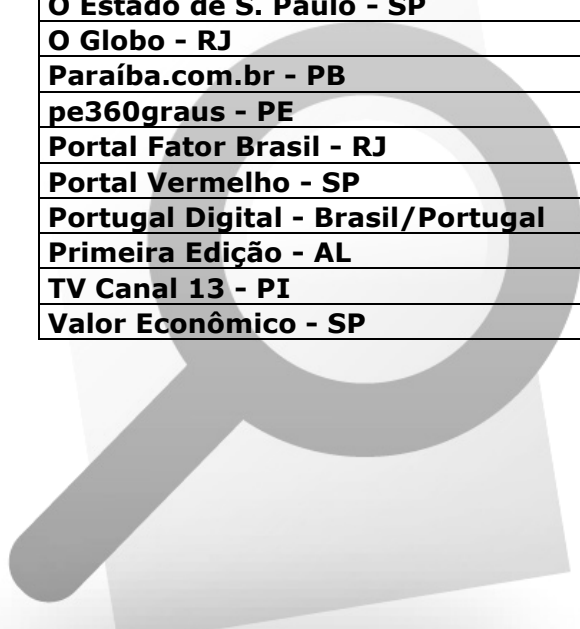 O Estado de S. Paulo - SP
O Globo - RJ
Paraíba.com.br - PB
pe360graus - PE
Portal Fator Brasil - RJ
Portal Vermelho - SP
Portugal Digital - Brasil/Portugal
Primeira Edição - AL
TV Canal 13 - PI
Valor Econômico - SP